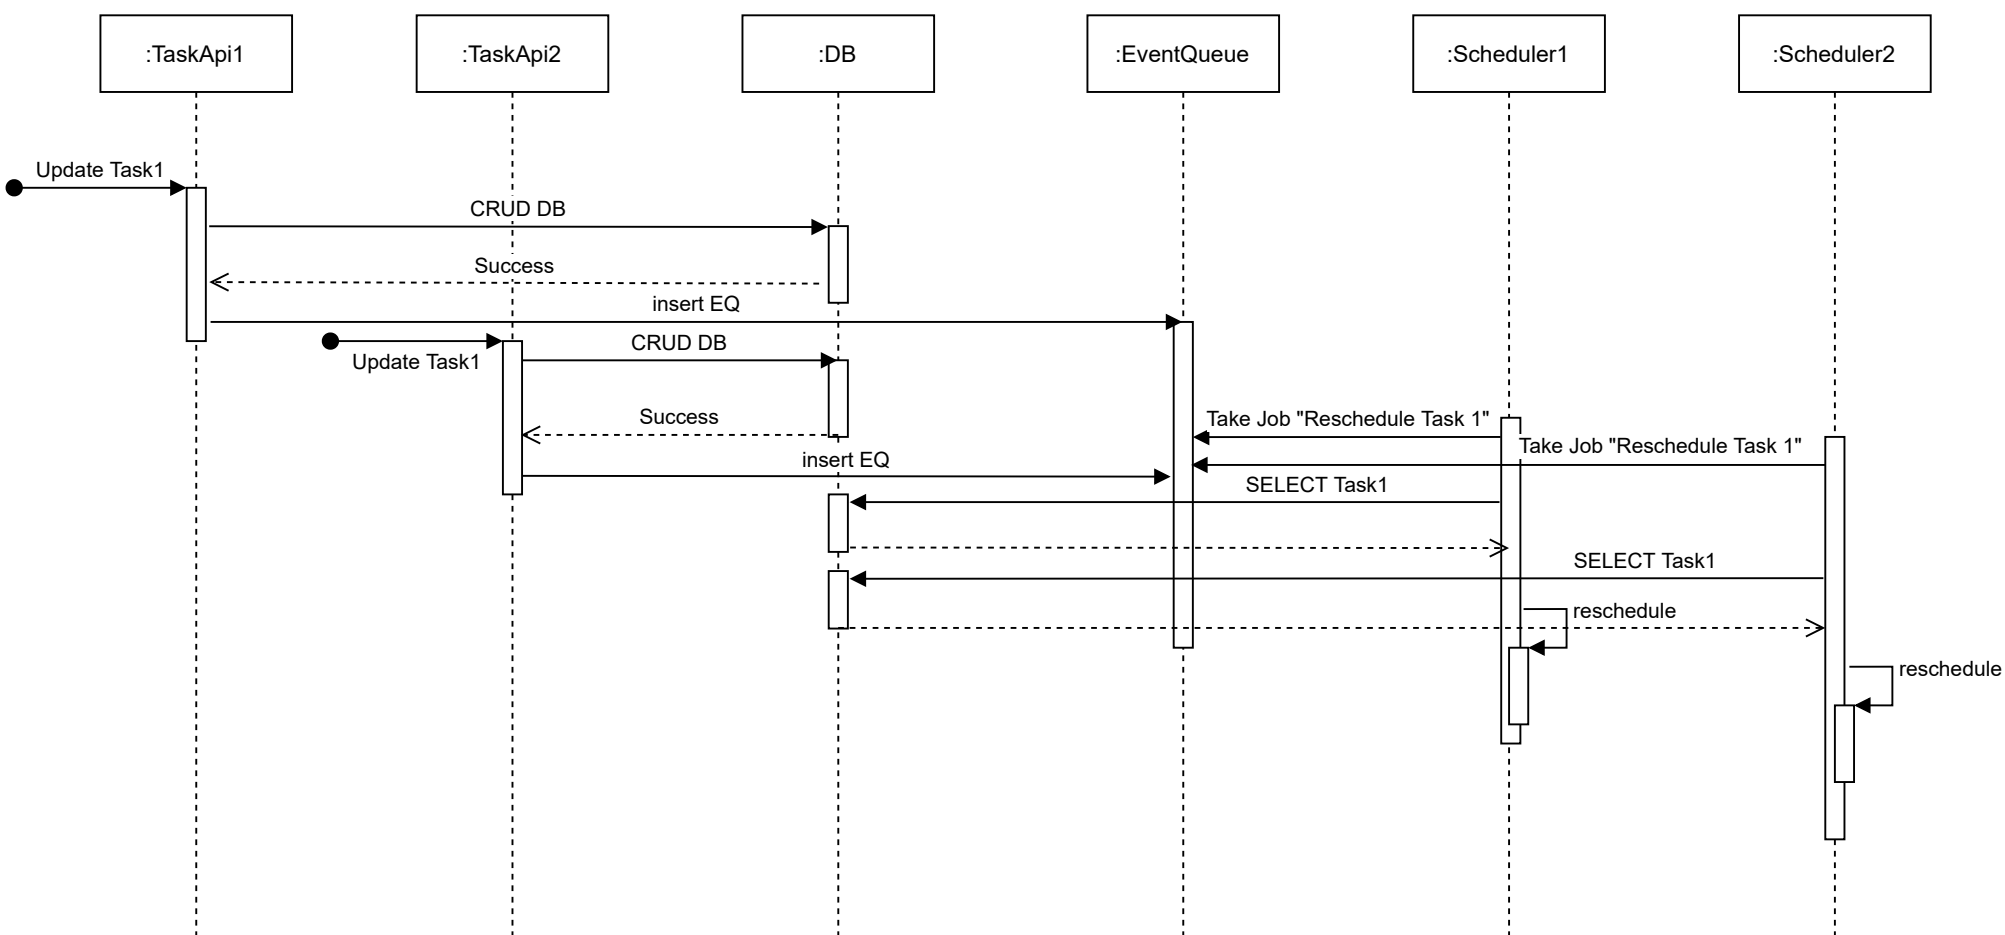 :TaskApi1
:TaskApi2
:DB
:EventQueue
:Scheduler1
:Scheduler2
Update Task1
CRUD DB
Success
insert EQ
CRUD DB
Update Task1
Success
Take Job "Reschedule Task 1"
Take Job "Reschedule Task 1"
insert EQ
SELECT Task1
SELECT Task1
reschedule
reschedule